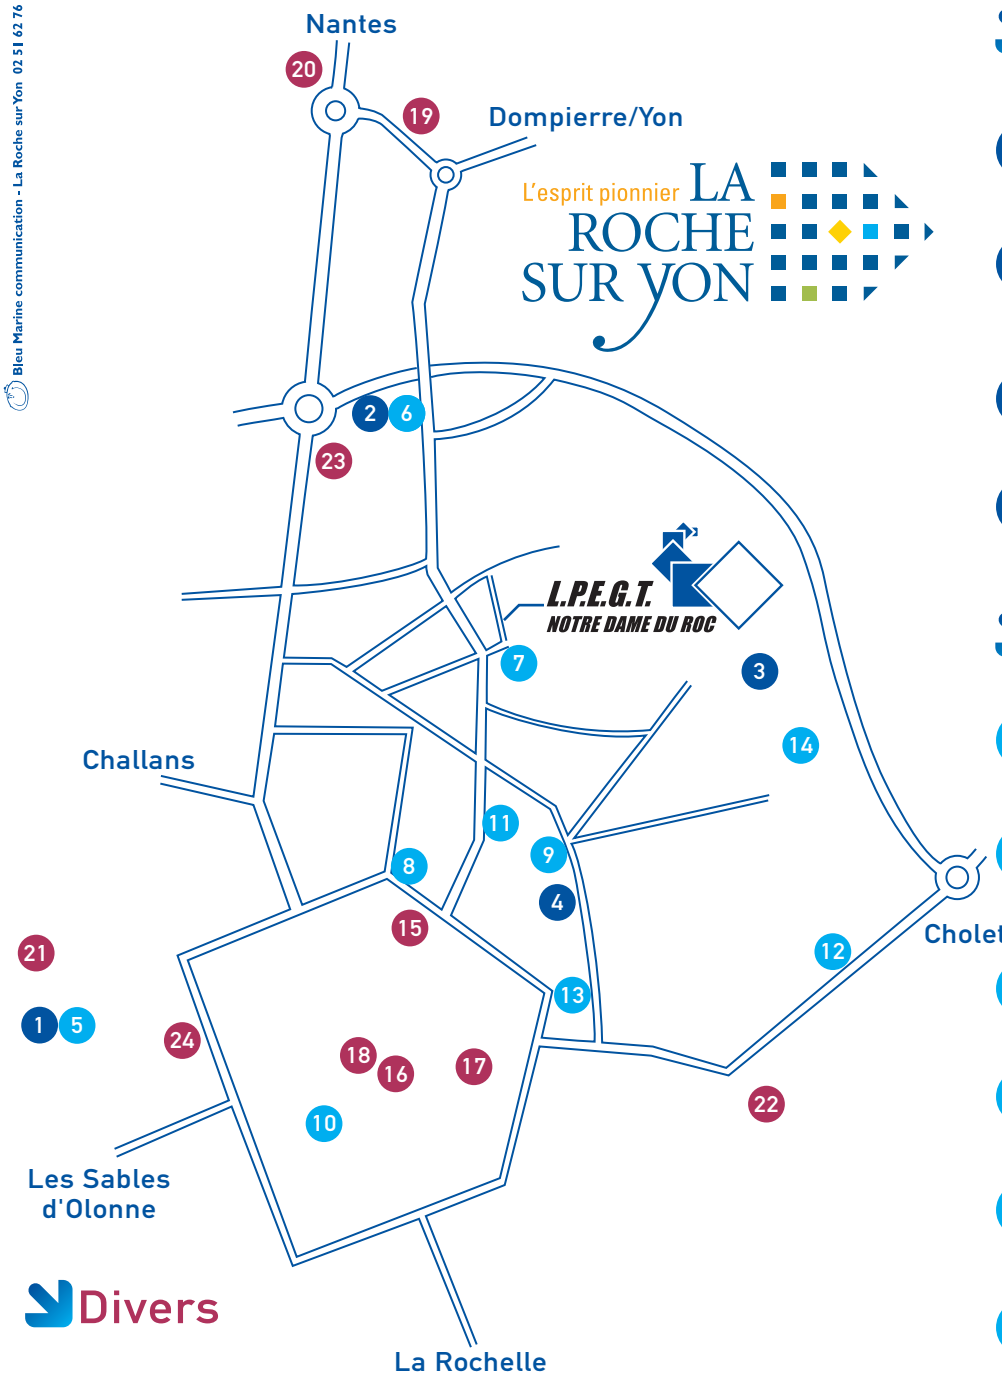 Bleu Marine communication - La Roche sur Yon 02 51 62 76
Nantes
20
19
Dompierre/Yon
L'esprit pionnier
LA
ROCHE
SUR YON
2
6
23
L.P.E.G.T.
NOTRE DAME DU ROC
7
3
14
Challans
11
9
8
4
15
Cholet
12
21
13
1
5
24
18
16
17
22
10
Les Sables
d'Olonne
Divers
La Rochelle